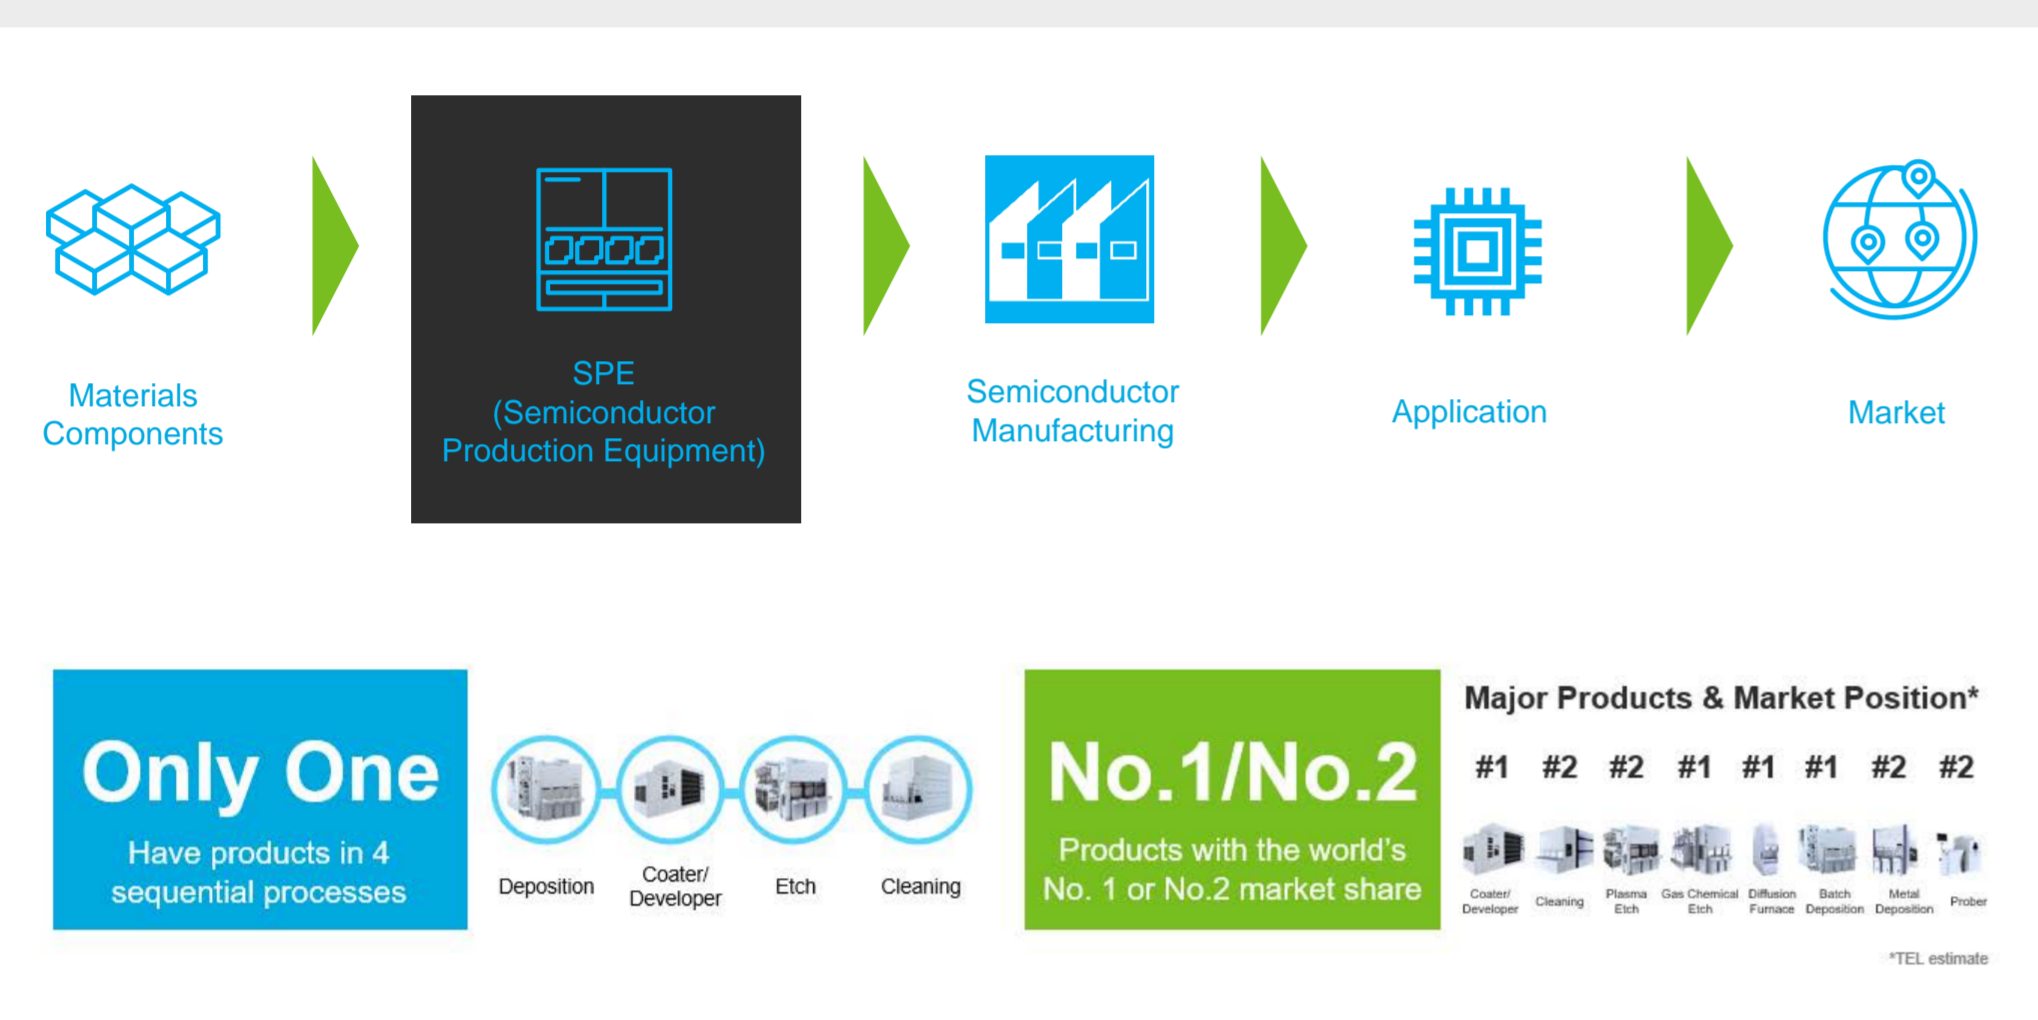 Materials
Components
SPE
(Semiconductor
Production Equipment)
Semiconductor
Manufacturing
Application
Market
Only One
Have products in 4
sequential processes
Deposition
Coater/
Developer
Etch
Cleaning
No.1/No.2
Products with the world's
No. 1 or No.2 market share
Major Products & Market Position*
#1 #2 #2 #1 #1 #1 #2 #2
Coater/
Developer
Cleaning
Plasma
Etch
Gas Chemical
Etch
Diffusion
Furnace
Batch
Deposition
Metal
Deposition
Prober
*TEL estimate